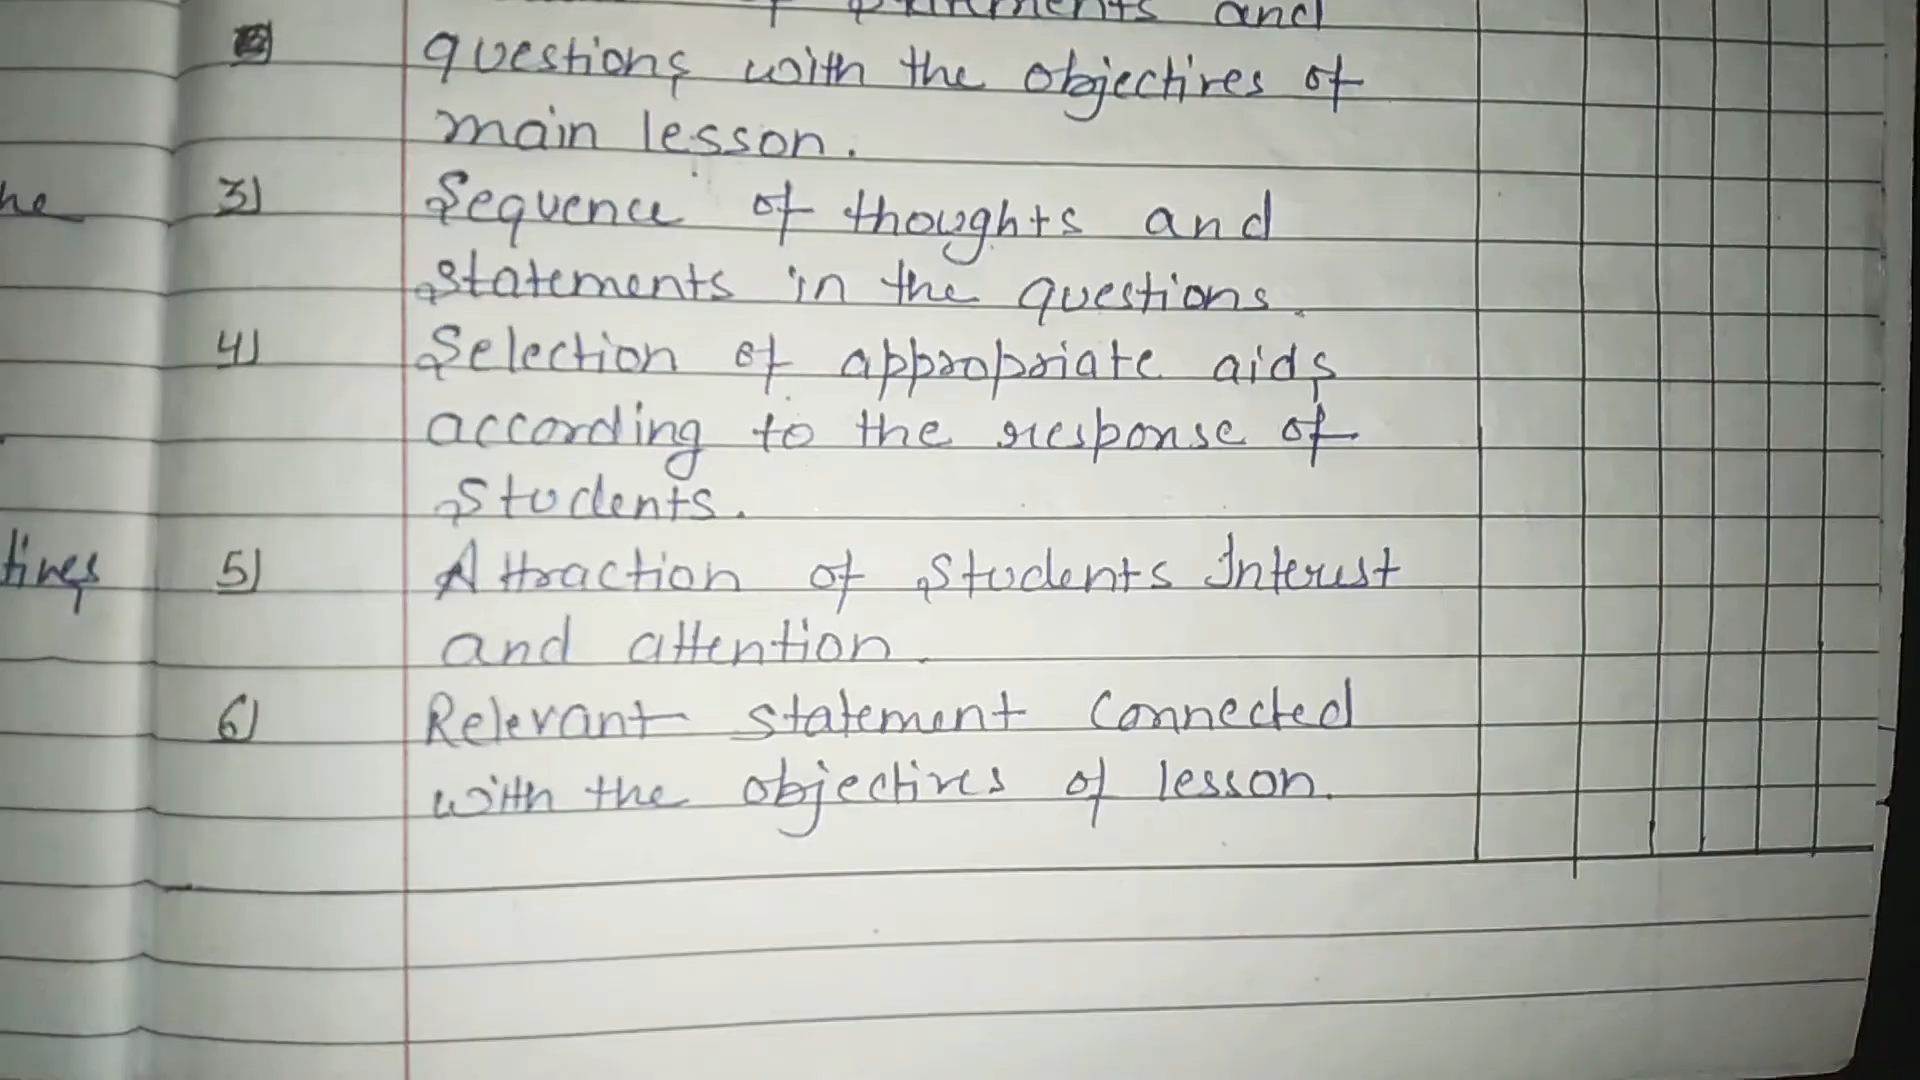 and
questions with the objectives of
main lesson.
he
3) Sequence of thoughts and
statements in the questions.
4) Selection of appropriate aids
according to the response of
students.
tives
5) Attraction of students Interest
and attention.
6) Relevant statement Connected
with the objectives of lesson.